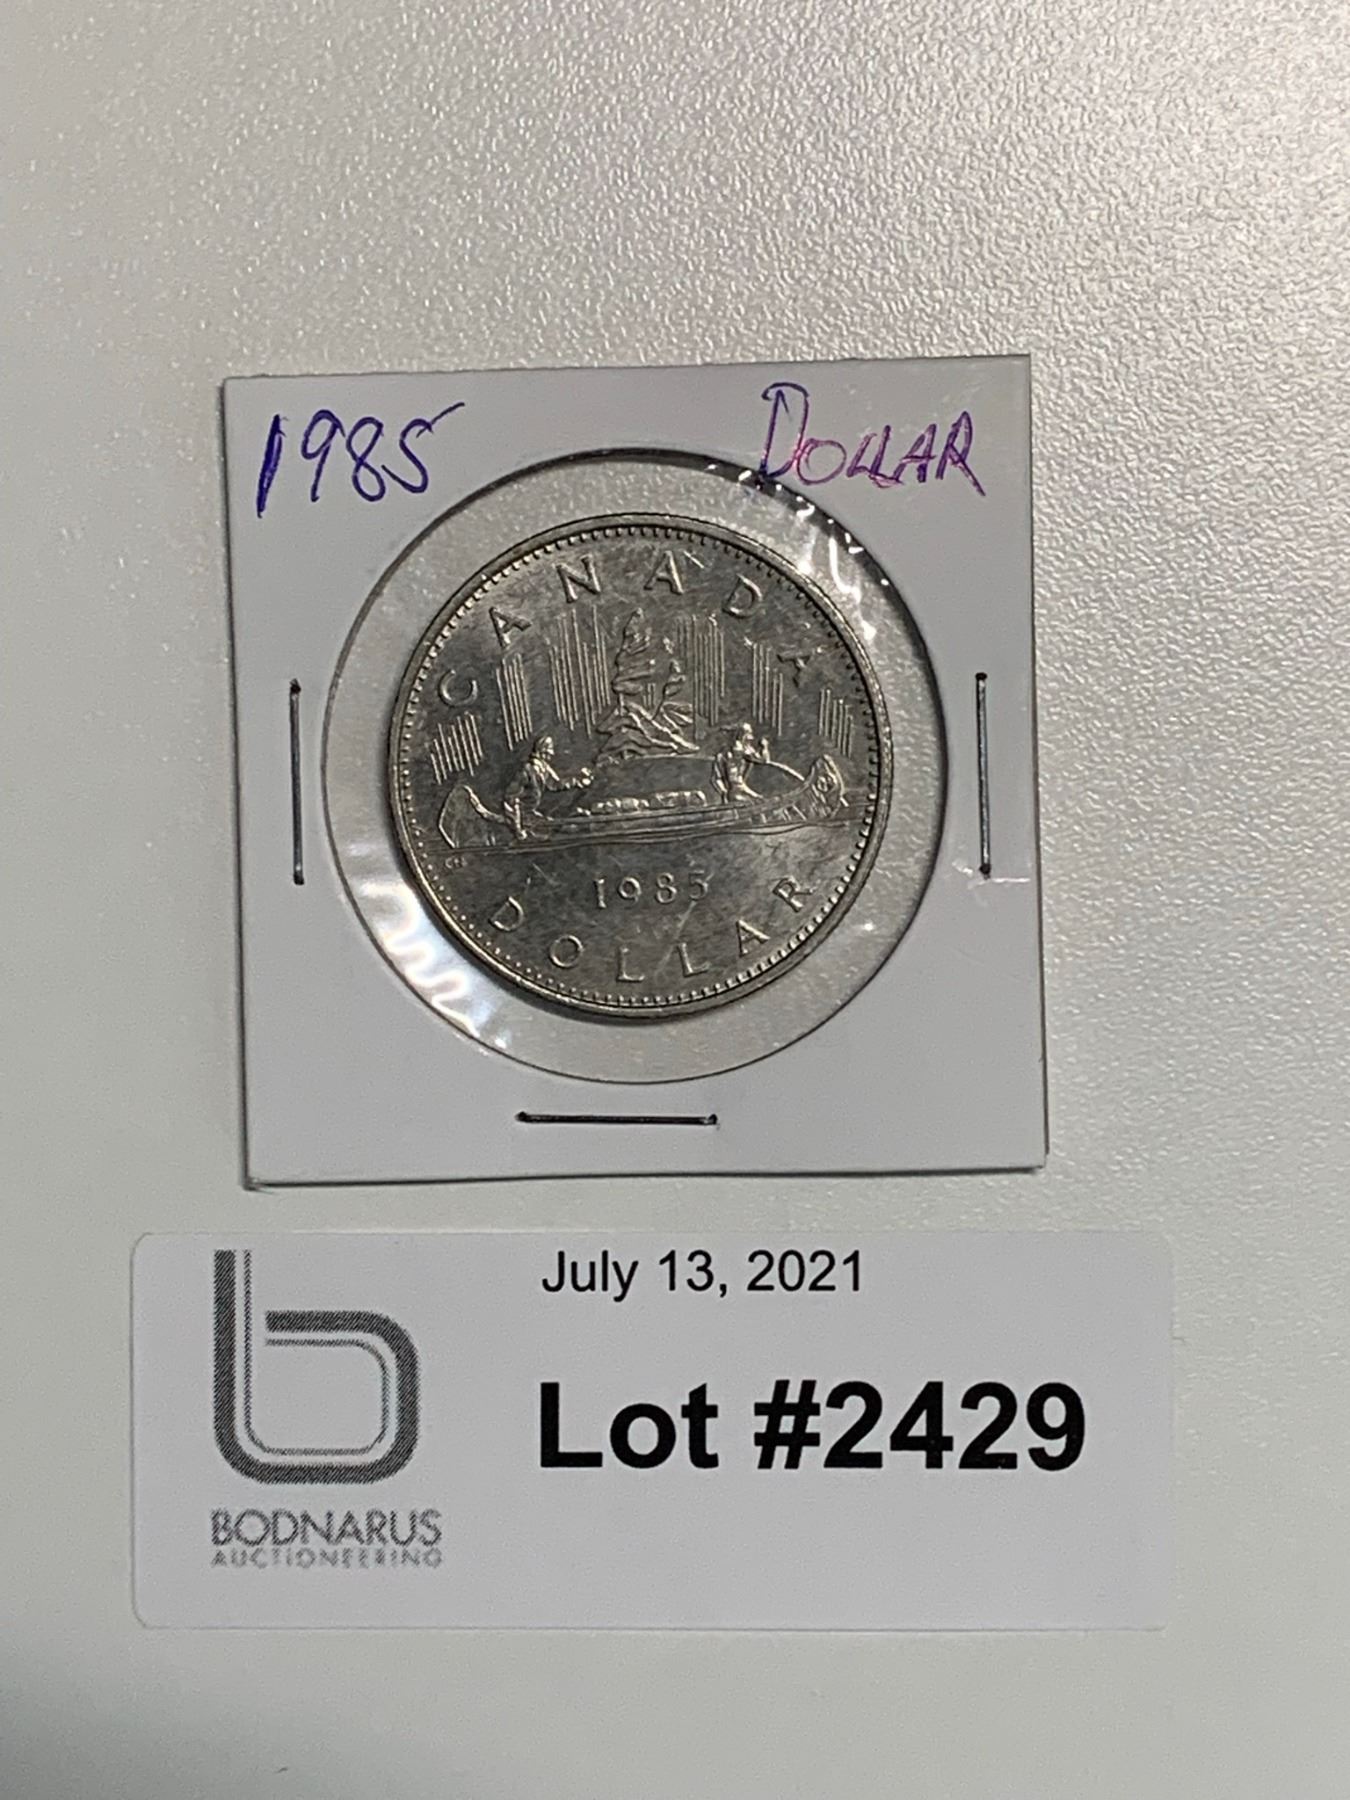 1985 DOLLAR
CANADA
1985
DOLLAR
July 13, 2021
Lot #2429
BODNARUS
AUCTIONEERING